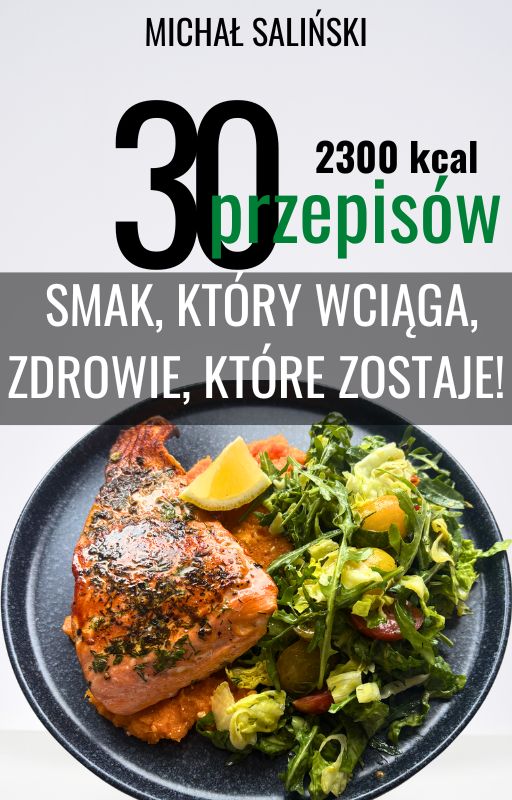 MICHAŁ SALIŃSKI
30
2300 kcal
przepisów
SMAK, KTÓRY WCIĄGA,
ZDROWIE, KTÓRE ZOSTAJE!